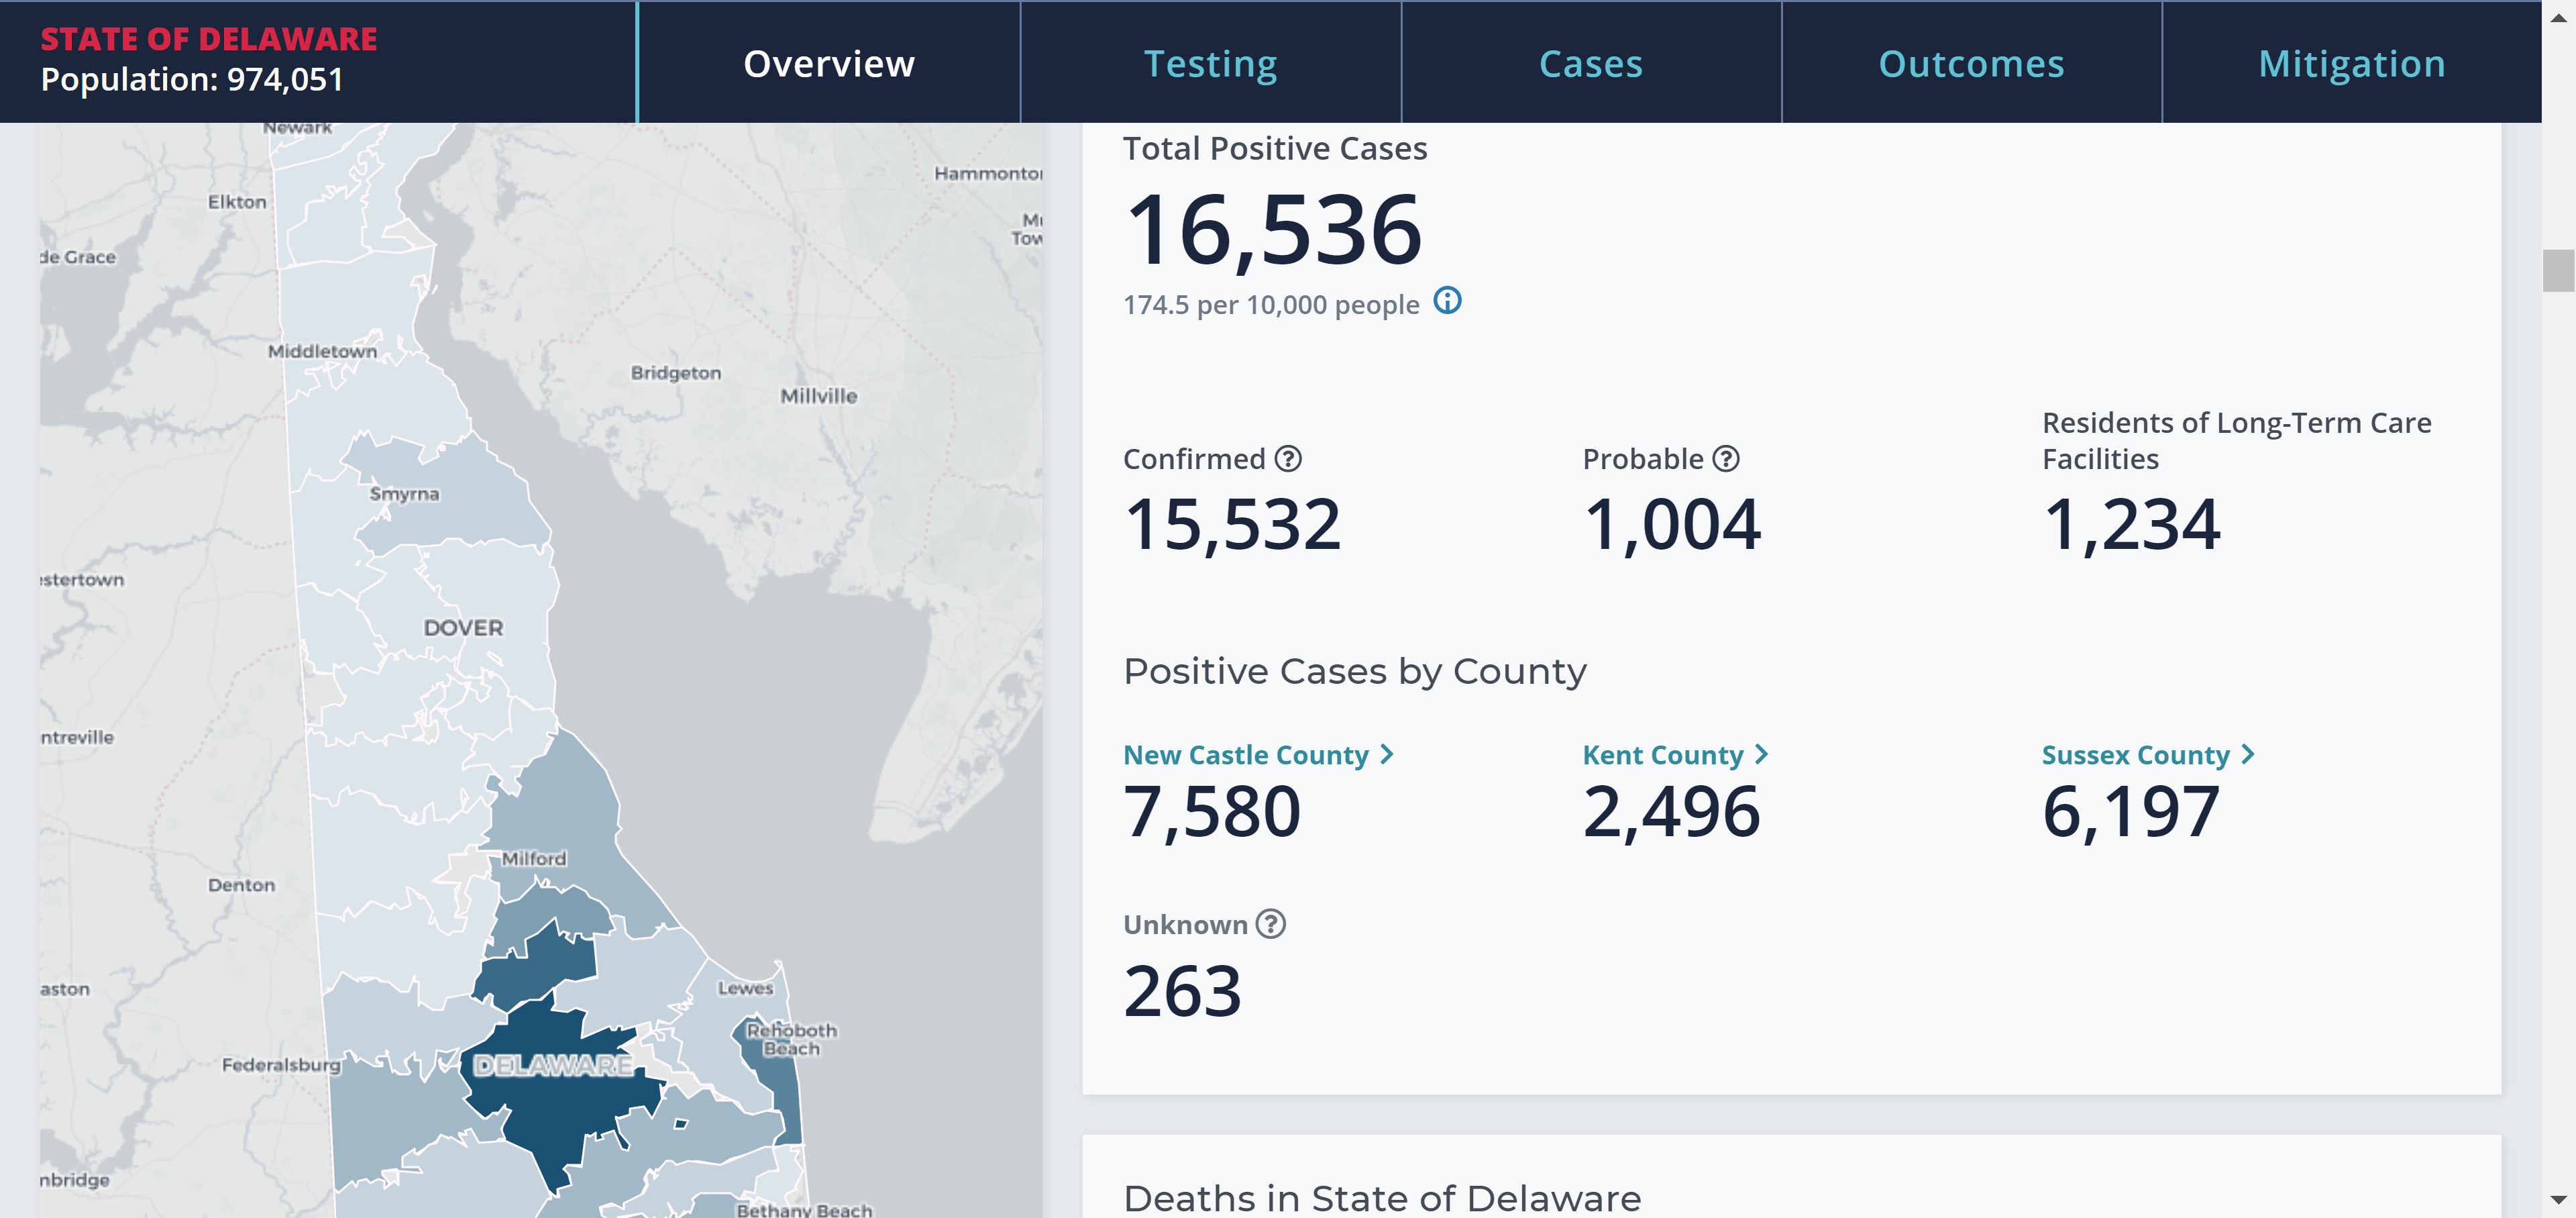 STATE OF DELAWARE
Population: 974,051
Overview
Testing
Cases
Outcomes
Mitigation
Newark
Elkton
de Grace
Hammonto
Mu
Tow
Middletown
Bridgeton
Millville
Smyrna
estertown
DOVER
ntreville
Milford
Denton
aston
Lewes
Rehoboth
Beach
DELAWARE
Federalsburg
nbridge
Bethany Beach
Total Positive Cases
16,536
174.5 per 10,000 people
Confirmed
15,532
Probable
1,004
Residents of Long-Term Care
Facilities
1,234
Positive Cases by County
New Castle County
7,580
Kent County
2,496
Sussex County
6,197
Unknown
263
Deaths in State of Delaware